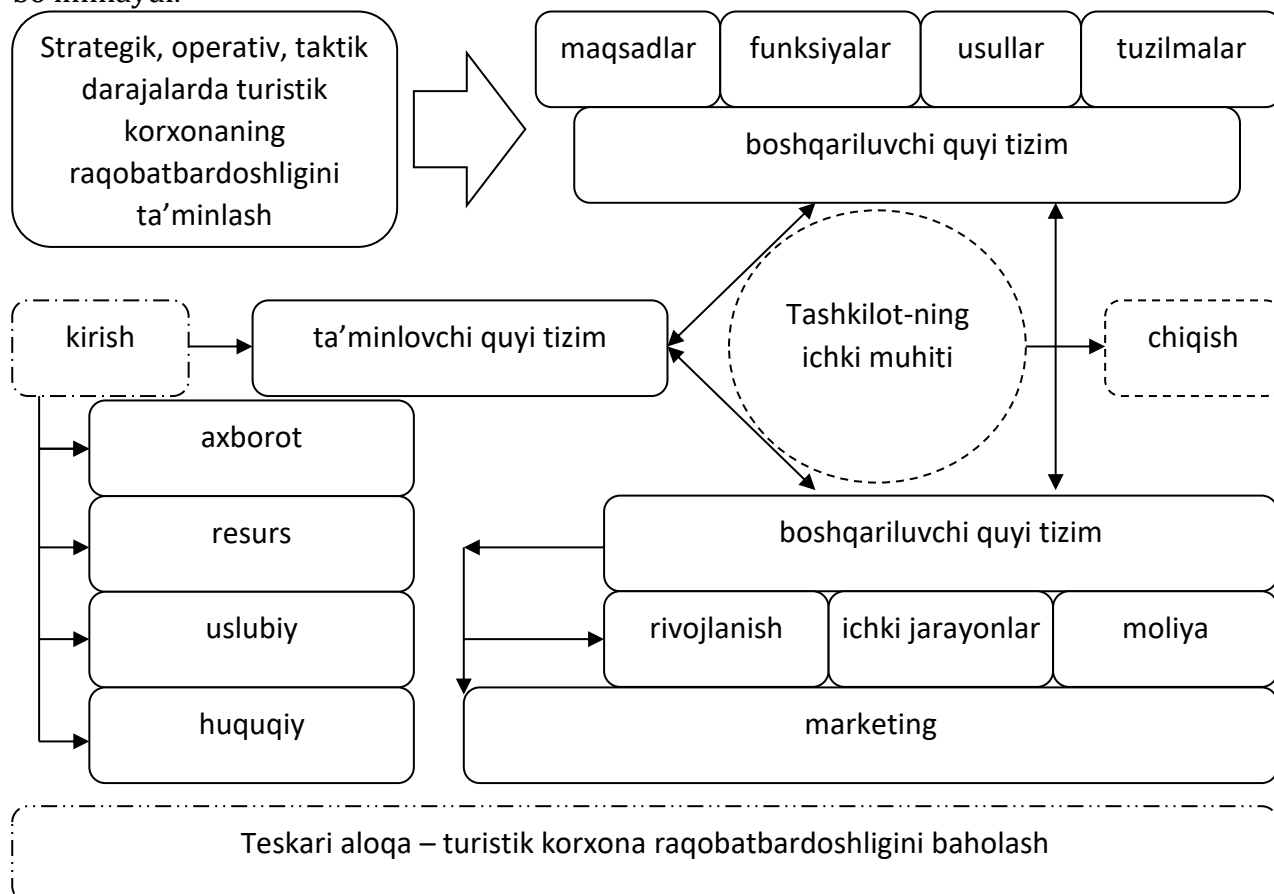 Strategik, operativ, taktik
darajalarda turistik
korxonaning
raqobatbardoshligini
ta’minlash
maqsadlar
funksiyalar
usullar
tuzilmalar
boshqariluvchi quyi tizim
kirish
ta’minlovchi quyi tizim
Tashkilot-ning
ichki muhiti
chiqish
axborot
resurs
uslubiy
huquqiy
boshqariluvchi quyi tizim
rivojlanish
ichki jarayonlar
moliya
marketing
Teskari aloqa – turistik korxona raqobatbardoshligini baholash